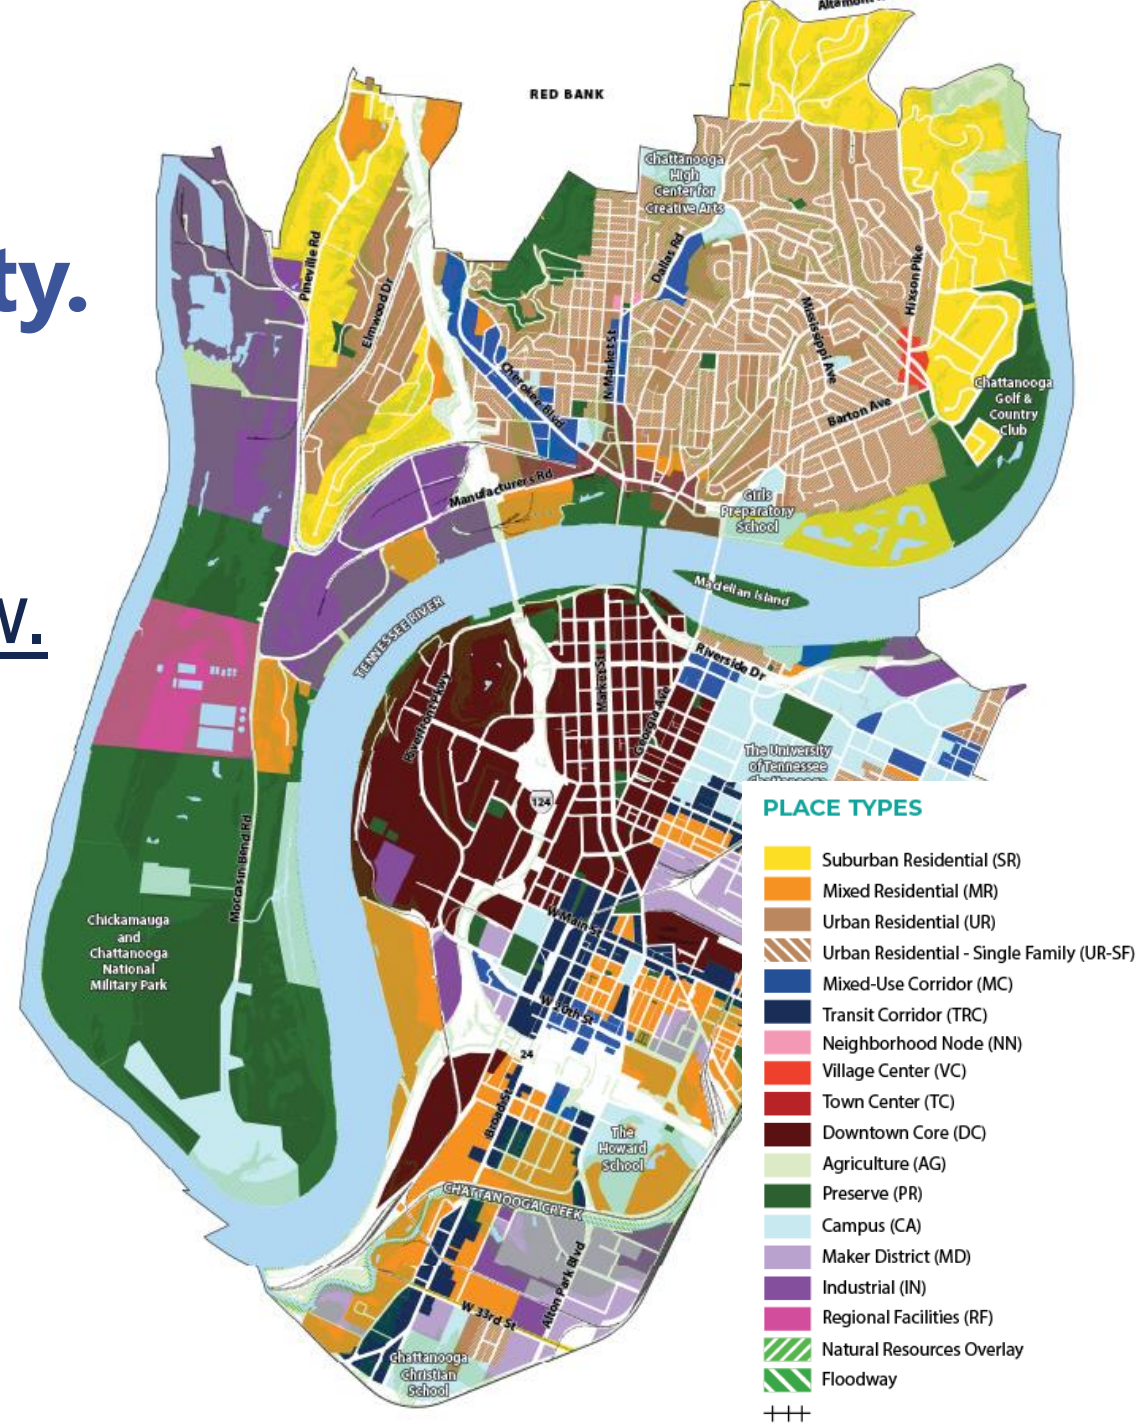 Altamont
RED BANK
ty.
w.
Chattanooga
High
Center for
Creative Arts
Pineville Rd
Elmwood Dr
Dallas Rd
N Market St
Cherokee Blvd
Mississippi Ave
Hixson Pike
Barton Ave
Chattanooga
Golf &
Country
Club
Manufacturers Rd
Girls
Preparatory
School
Maclellan Island
TENNESSEE RIVER
Riverside Dr
Riverfront Pkwy
Market St
Georgia Ave
The University
of Tennessee
Chattanooga
124
Moccasin Bend Rd
Chickamauga
and
Chattanooga
National
Military Park
W Main St
W 20th St
24
Broad St
The
Howard
School
CHATTANOOGA CREEK
Alton Park Blvd
W 33rd St
Chattanooga
Christian
School
PLACE TYPES
Suburban Residential (SR)
Mixed Residential (MR)
Urban Residential (UR)
Urban Residential - Single Family (UR-SF)
Mixed-Use Corridor (MC)
Transit Corridor (TRC)
Neighborhood Node (NN)
Village Center (VC)
Town Center (TC)
Downtown Core (DC)
Agriculture (AG)
Preserve (PR)
Campus (CA)
Maker District (MD)
Industrial (IN)
Regional Facilities (RF)
Natural Resources Overlay
Floodway